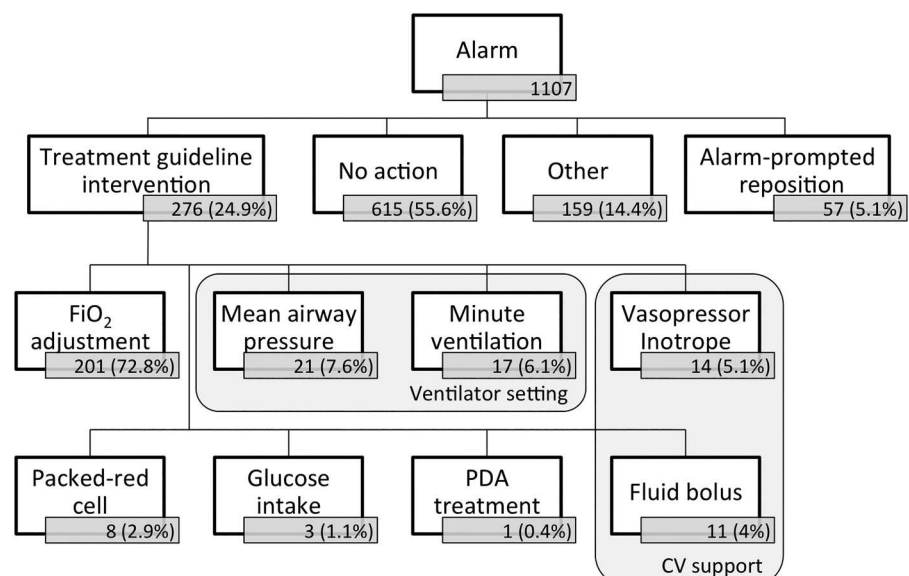 Alarm
1107
Treatment guideline
intervention
276 (24.9%)
No action
615 (55.6%)
Other
159 (14.4%)
Alarm-prompted
reposition
57 (5.1%)
FiO₂
adjustment
201 (72.8%)
Mean airway
pressure
21 (7.6%)
Minute
ventilation
17 (6.1%)
Ventilator setting
Vasopressor
Inotrope
14 (5.1%)
Packed-red
cell
8 (2.9%)
Glucose
intake
3 (1.1%)
PDA
treatment
1 (0.4%)
Fluid bolus
11 (4%)
CV support